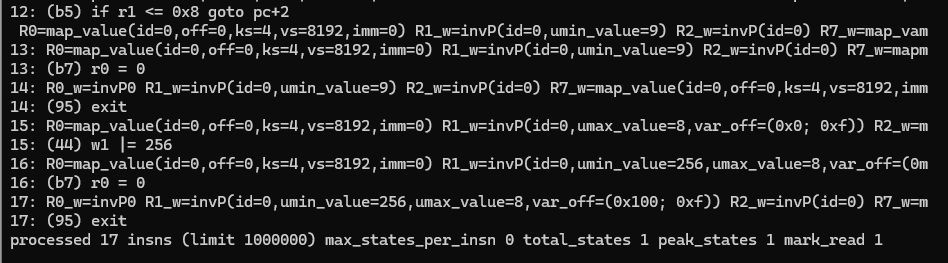 12: (b5) if r1 <= 0x8 goto pc+2
R0=map_value(id=0,off=0,ks=4,vs=8192,imm=0) R1_w=invP(id=0,umin_value=9) R2_w=invP(id=0) R7_w=map_vam
13: R0=map_value(id=0,off=0,ks=4,vs=8192,imm=0) R1_w=invP(id=0,umin_value=9) R2_w=invP(id=0) R7_w=mapm
13: (b7) r0 = 0
14: R0_w=invP0 R1_w=invP(id=0,umin_value=9) R2_w=invP(id=0) R7_w=map_value(id=0,off=0,ks=4,vs=8192,imm
14: (95) exit
15: R0=map_value(id=0,off=0,ks=4,vs=8192,imm=0) R1_w=invP(id=0,umax_value=8,var_off=(0x0; 0xf)) R2_w=m
15: (44) w1 |= 256
16: R0=map_value(id=0,off=0,ks=4,vs=8192,imm=0) R1_w=invP(id=0,umin_value=256,umax_value=8,var_off=(0m
16: (b7) r0 = 0
17: R0_w=invP0 R1_w=invP(id=0,umin_value=256,umax_value=8,var_off=(0x100; 0xf)) R2_w=invP(id=0) R7_w=m
17: (95) exit
processed 17 insns (limit 1000000) max_states_per_insn 0 total_states 1 peak_states 1 mark_read 1